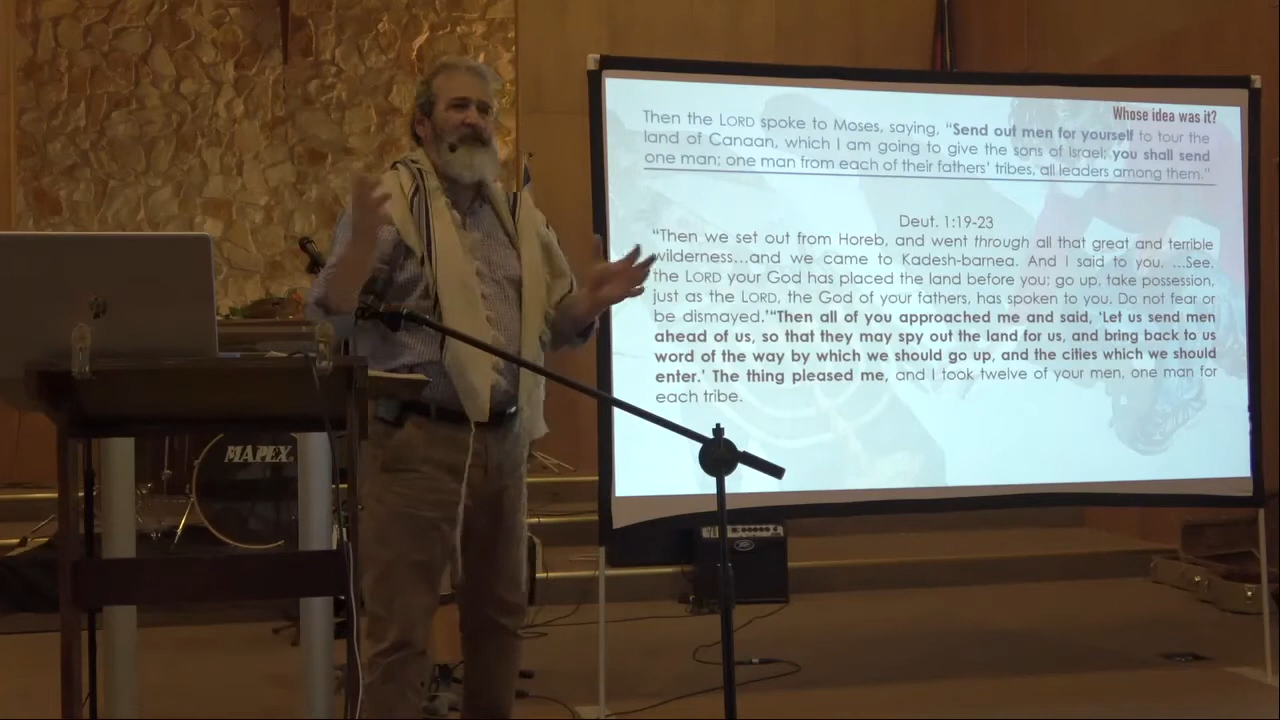 Whose idea was it?
Then the LORD spoke to Moses, saying, “Send out men for yourself to tour the
land of Canaan, which I am going to give the sons of Israel; you shall send
one man; one man from each of their fathers’ tribes, all leaders among them.”
Deut. 1:19-23
“Then we set out from Horeb, and went through all that great and terrible
wilderness…and we came to Kadesh-barnea. And I said to you, …See,
the LORD your God has placed the land before you; go up, take possession,
just as the LORD, the God of your fathers, has spoken to you. Do not fear or
be dismayed.’“Then all of you approached me and said, ‘Let us send men
ahead of us, so that they may spy out the land for us, and bring back to us
word of the way by which we should go up, and the cities which we should
enter.’ The thing pleased me, and I took twelve of your men, one man for
each tribe.
MAPEX
hp